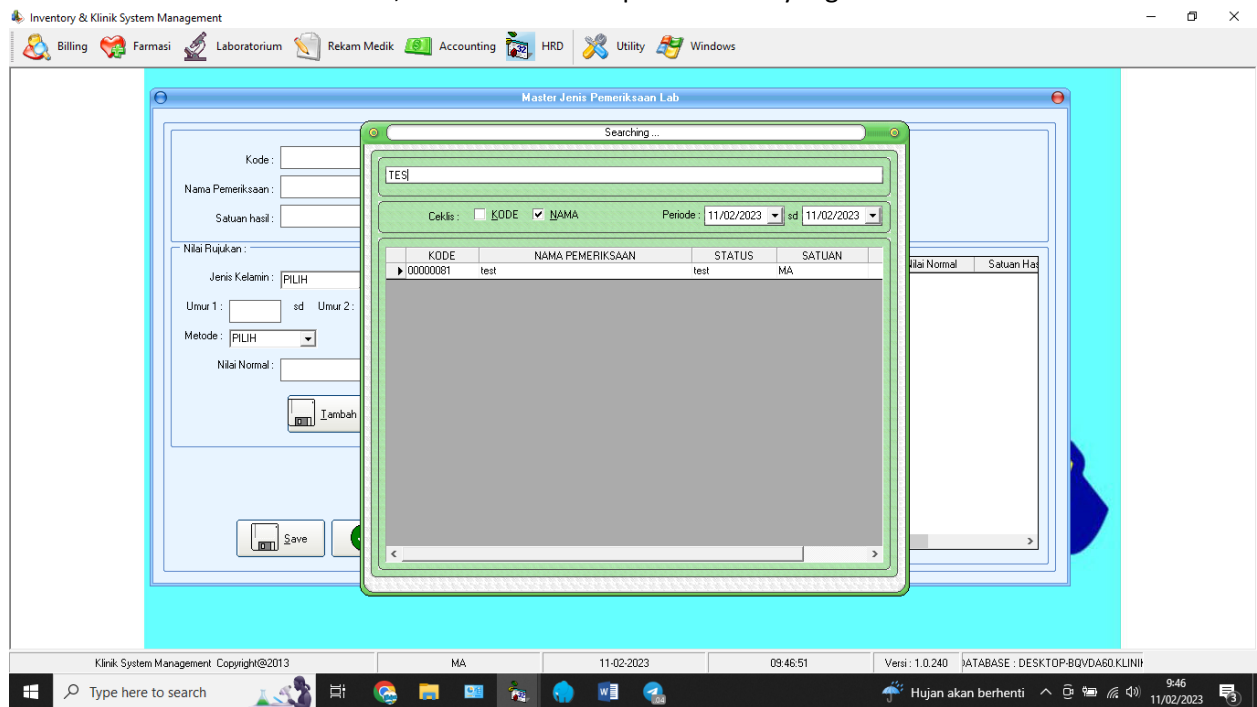 Inventory & Klinik System Management
Billing Farmasi Laboratorium Rekam Medik Accounting HRD Utility Windows
Master Jenis Pemeriksaan Lab
Searching ...
Kode :
TES
Nama Pemeriksaan :
Satuan hasil :
Ceklis : KODE NAMA Periode : 11/02/2023 sd 11/02/2023
Nilai Rujukan :
KODE NAMA PEMERIKSAAN STATUS SATUAN
00000081 test test MA
Nilai Normal Satuan Has
Jenis Kelamin : PILIH
Umur 1 : sd Umur 2 :
Metode : PILIH
Nilai Normal :
Tambah
Save
Klinik System Management Copyright@2013 MA 11-02-2023 09:46:51 Versi : 1.0.240 DATABASE : DESKTOP-BQVDA60.KLINIK
Type here to search Hujan akan berhenti 9:46
11/02/2023 3